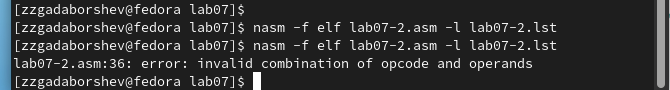 [zzgadaborshev@fedora lab07]$
[zzgadaborshev@fedora lab07]$ nasm -f elf lab07-2.asm -l lab07-2.lst
[zzgadaborshev@fedora lab07]$ nasm -f elf lab07-2.asm -l lab07-2.lst
lab07-2.asm:36: error: invalid combination of opcode and operands
[zzgadaborshev@fedora lab07]$